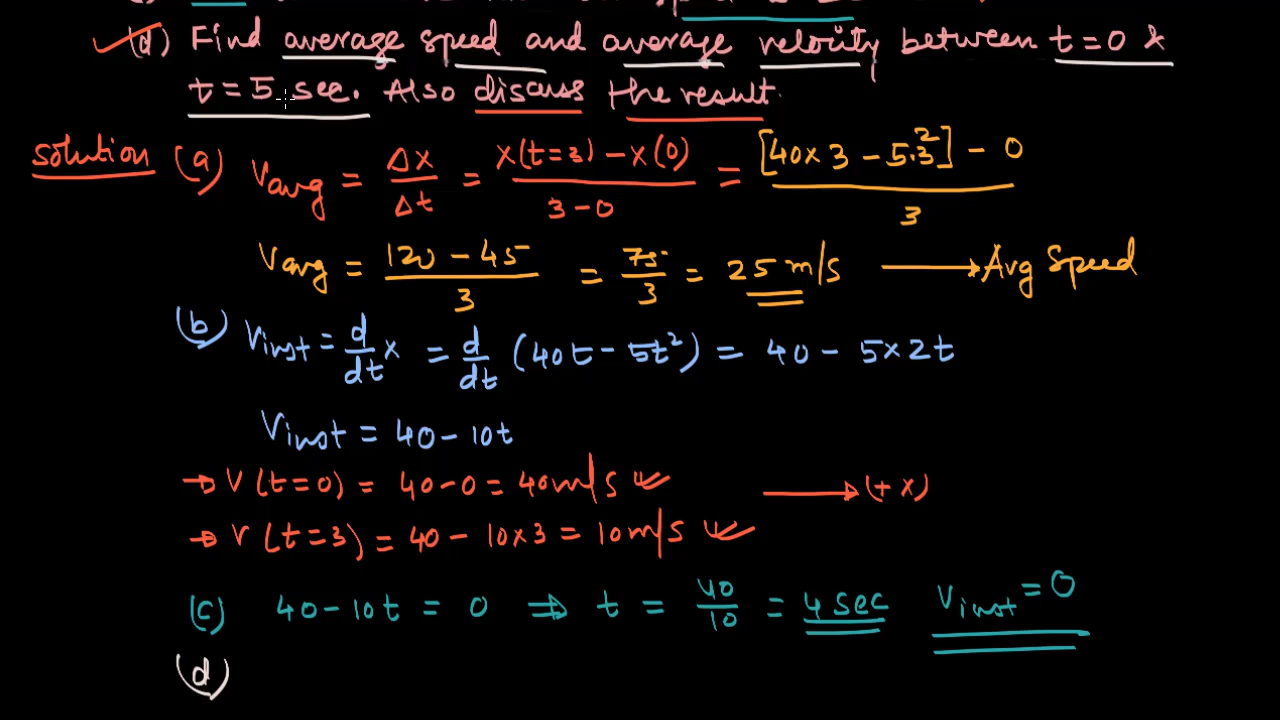 (d) Find average speed and average velocity between t=0 &
t=5 sec. Also discuss the result.
Solution (a) Vavg = Δx/Δt = x(t=3) - x(0)/3-0 = [40×3 - 5.3²] - 0/3
Vavg = 120-45/3 = 75/3 = 25 m/s → Avg Speed
(b) Vinst = d/dt x = d/dt (40t - 5t²) = 40 - 5×2t
Vinst = 40 - 10t
→ V(t=0) = 40-0 = 40m/s ✓ → (+x)
→ V(t=3) = 40 - 10×3 = 10m/s ✓
(c) 40-10t = 0 ⇒ t = 40/10 = 4 sec Vinst = 0
(d)